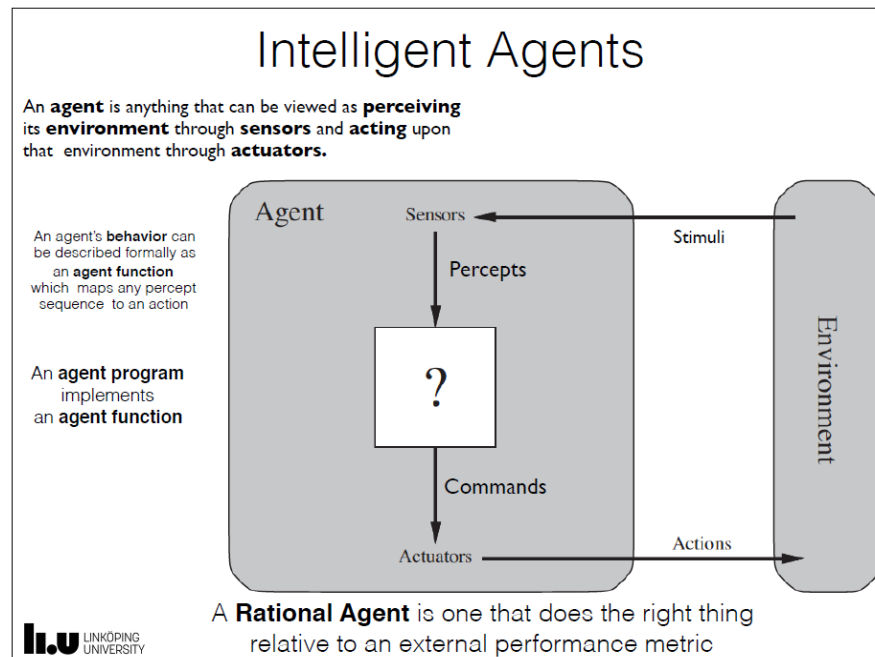 Intelligent Agents
An agent is anything that can be viewed as perceiving
its environment through sensors and acting upon
that environment through actuators.
Agent
Sensors
Stimuli
An agent's behavior can
be described formally as
an agent function
which maps any percept
sequence to an action
Percepts
Environment
An agent program
implements
an agent function
?
Commands
Actuators
Actions
A Rational Agent is one that does the right thing
relative to an external performance metric
li.u LINKÖPING
UNIVERSITY